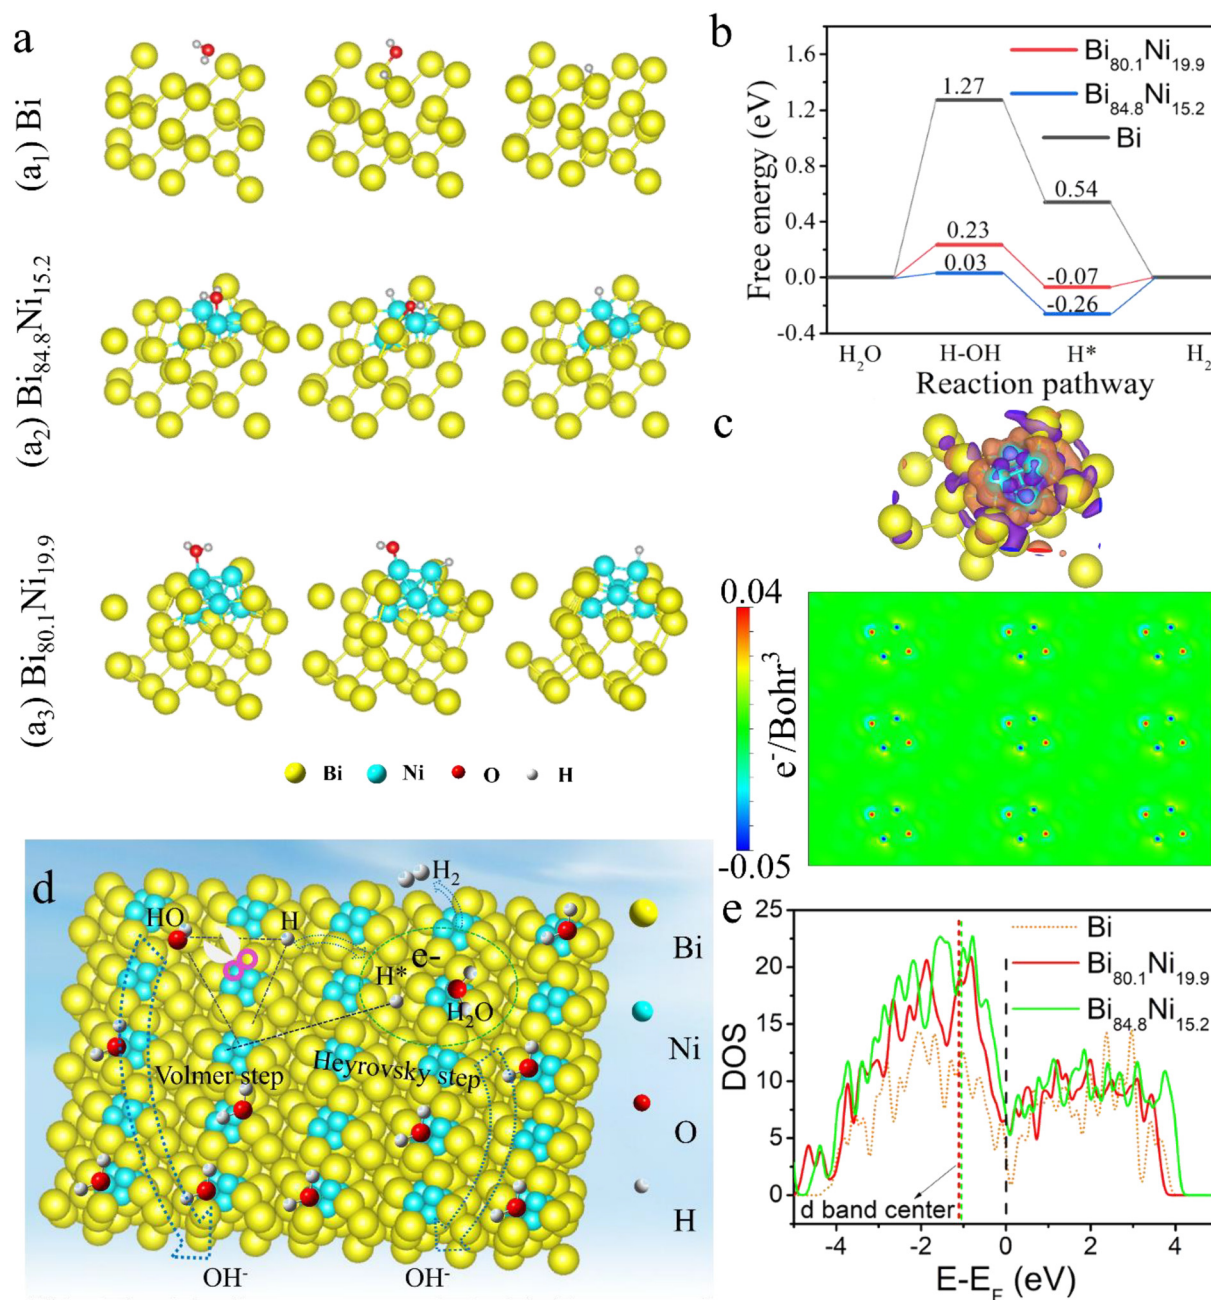 a
(a₁) Bi
(a₂) Bi₈₄.₈Ni₁₅.₂
(a₃) Bi₈₀.₁Ni₁₉.₉
Bi Ni O H
b
1.6
1.2
0.8
0.4
0.0
-0.4
Free energy (eV)
Bi₈₀.₁Ni₁₉.₉
Bi₈₄.₈Ni₁₅.₂
Bi
1.27
0.54
0.23
0.03
-0.07
-0.26
H₂O H-OH H* H₂
Reaction pathway
c
0.04
e⁻/Bohr³
-0.05
d
H₂
HO H
e-
H*
H₂O
Volmer step
Heyrovsky step
OH⁻ OH⁻
Bi
Ni
O
H
e
25
20
15
10
5
0
DOS
Bi
Bi₈₀.₁Ni₁₉.₉
Bi₈₄.₈Ni₁₅.₂
d band center
-4 -2 0 2 4
E-E_F (eV)